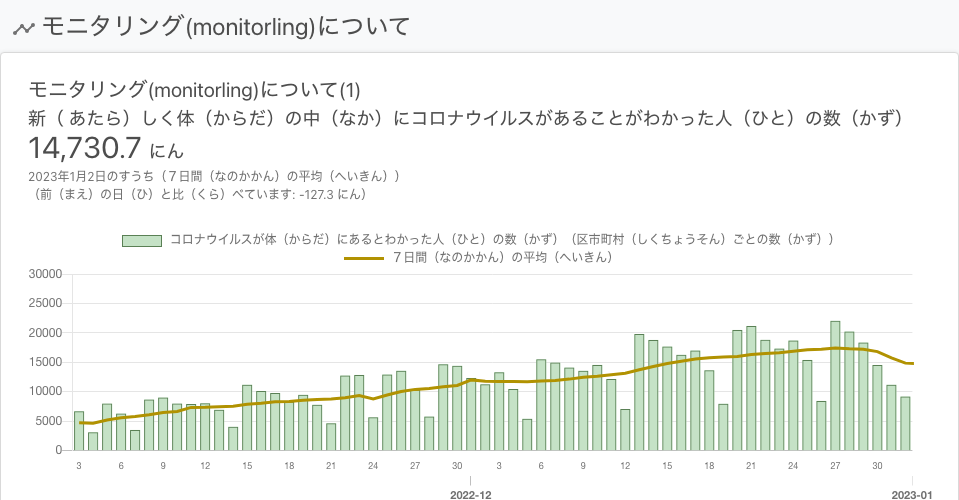 モニタリング(monitorling)について
モニタリング(monitorling)について(1)
新（ あたら）しく体（からだ）の中（なか）にコロナウイルスがあることがわかった人（ひと）の数（かず）
14,730.7 にん
2023年1月2日のすうち（７日間（なのかかん）の平均（へいきん））
（前（まえ）の日（ひ）と比（くら）べています: -127.3 にん）
コロナウイルスが体（からだ）にあるとわかった人（ひと）の数（かず）（区市町村（しくちょうそん）ごとの数（かず））
７日間（なのかかん）の平均（へいきん）
30000
25000
20000
15000
10000
5000
0
3 6 9 12 15 18 21 24 27 30 3 6 9 12 15 18 21 24 27 30
2022-12 2023-01